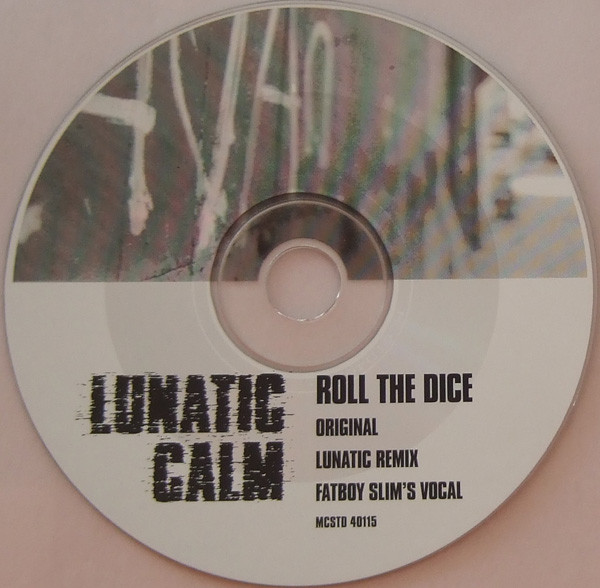 LUNATIC
CALM
ROLL THE DICE
ORIGINAL
LUNATIC REMIX
FATBOY SLIM'S VOCAL
MCSTD 40115